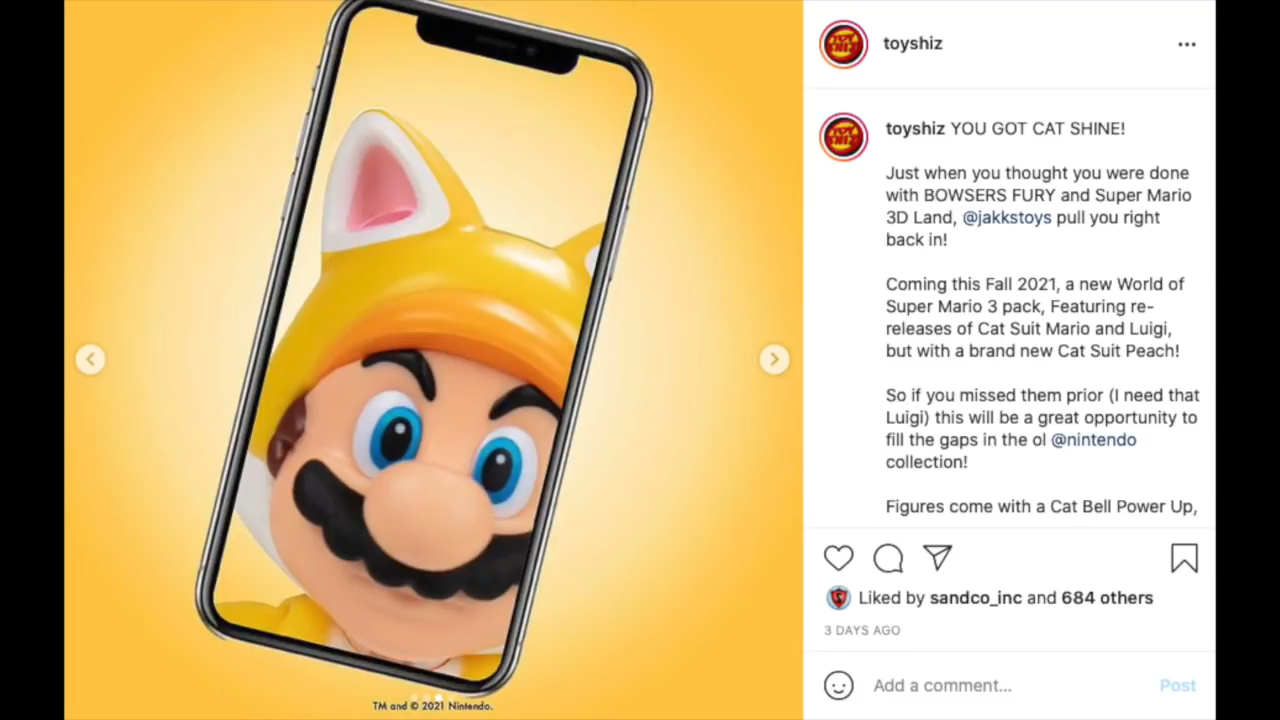 toyshiz
TOY
SHIZ
TOY
SHIZ
toyshiz YOU GOT CAT SHINE!
Just when you thought you were done
with BOWSERS FURY and Super Mario
3D Land, @jakkstoys pull you right
back in!
Coming this Fall 2021, a new World of
Super Mario 3 pack, Featuring re-
releases of Cat Suit Mario and Luigi,
but with a brand new Cat Suit Peach!
So if you missed them prior (I need that
Luigi) this will be a great opportunity to
fill the gaps in the ol @nintendo
collection!
Figures come with a Cat Bell Power Up,
Liked by sandco_inc and 684 others
3 DAYS AGO
Add a comment...
Post
TM and © 2021 Nintendo.